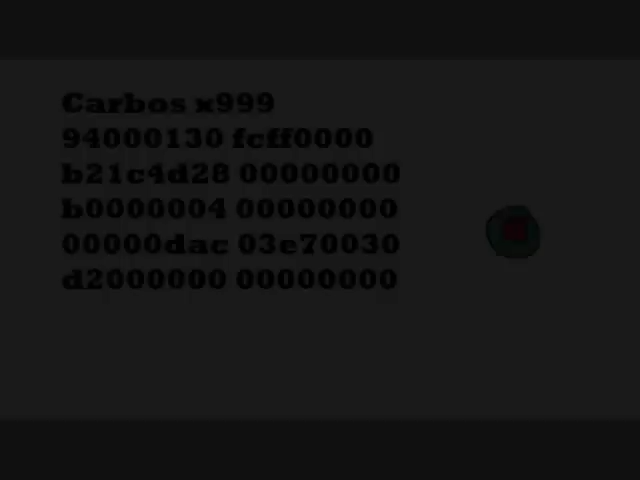 Carbos x999
94000130 fcff0000
b21c4d28 00000000
b0000004 00000000
00000dac 03e70030
d2000000 00000000